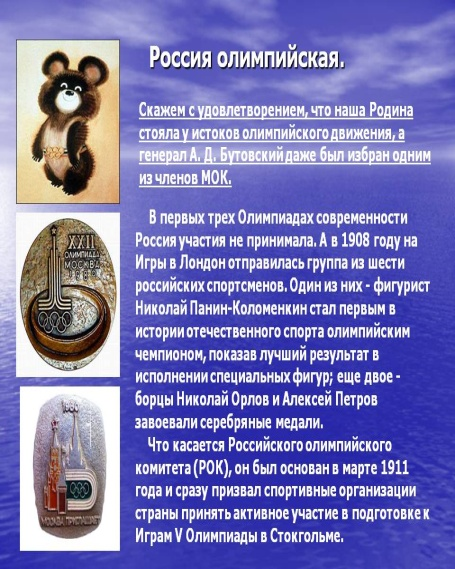 Россия олимпийская.
Скажем с удовлетворением, что наша Родина
стояла у истоков олимпийского движения, а
генерал А. Д. Бутовский даже был избран одним
из членов МОК.
В первых трех Олимпиадах современности
Россия участия не принимала. А в 1908 году на
Игры в Лондон отправилась группа из шести
российских спортсменов. Один из них - фигурист
Николай Панин-Коломенкин стал первым в
истории отечественного спорта олимпийским
чемпионом, показав лучший результат в
исполнении специальных фигур; еще двое -
борцы Николай Орлов и Алексей Петров
завоевали серебряные медали.
Что касается Российского олимпийского
комитета (РОК), он был основан в марте 1911
года и сразу призвал спортивные организации
страны принять активное участие в подготовке к
Играм V Олимпиады в Стокгольме.
XXII
ОЛИМПИАДА
МОСКВА
1980
1980
МОСКВА ПРИГЛАШАЕТ